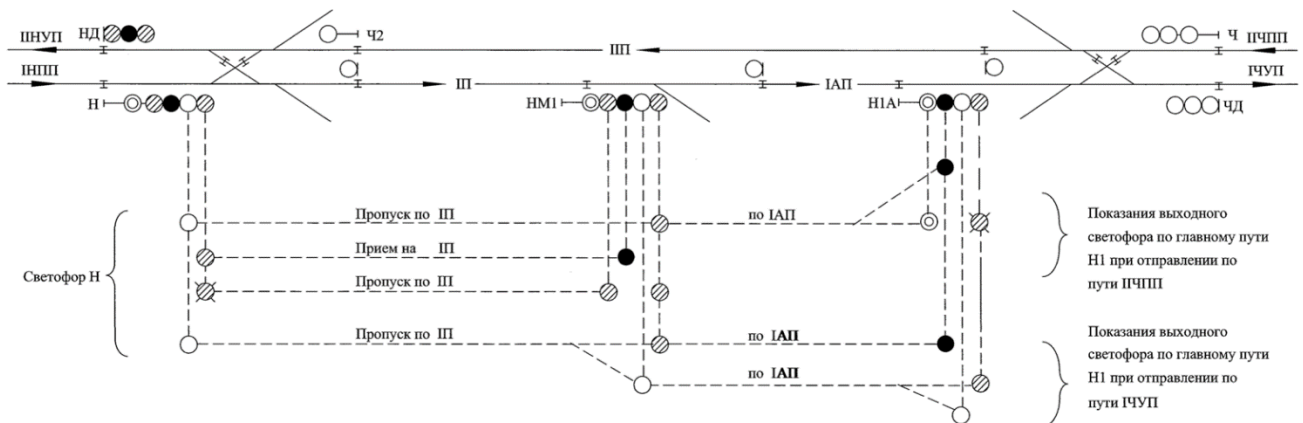 НД
IIНУП
Ч2
IIП
Ч
IIЧПП
IНПП
IП
IАП
IЧУП
Н
НМ1
Н1А
ЧД
Пропуск по IП
по IАП
Прием на IП
Светофор Н
Пропуск по IП
Пропуск по IП
по IАП
по IАП
Показания выходного
светофора по главному пути
Н1 при отправлении по
пути IIЧПП
Показания выходного
светофора по главному пути
Н1 при отправлении по
пути IЧУП